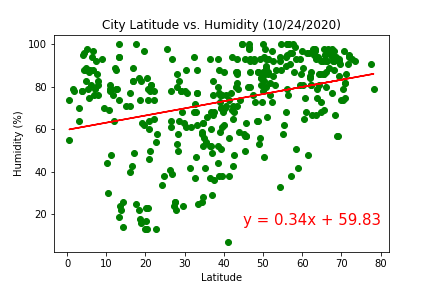 City Latitude vs. Humidity (10/24/2020)
100
80
60
40
20
Humidity (%)
y = 0.34x + 59.83
0 10 20 30 40 50 60 70 80
Latitude